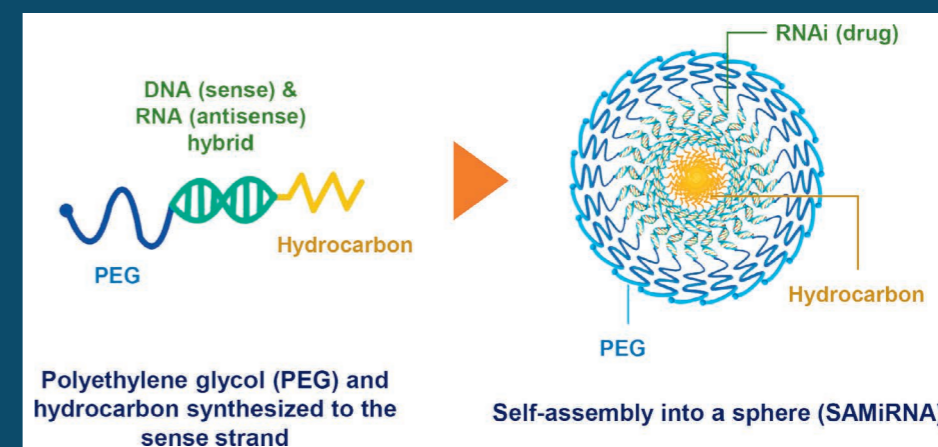 DNA (sense) &
RNA (antisense)
hybrid
PEG
Hydrocarbon
Polyethylene glycol (PEG) and
hydrocarbon synthesized to the
sense strand
RNAi (drug)
Hydrocarbon
PEG
Self-assembly into a sphere (SAMiRNA)